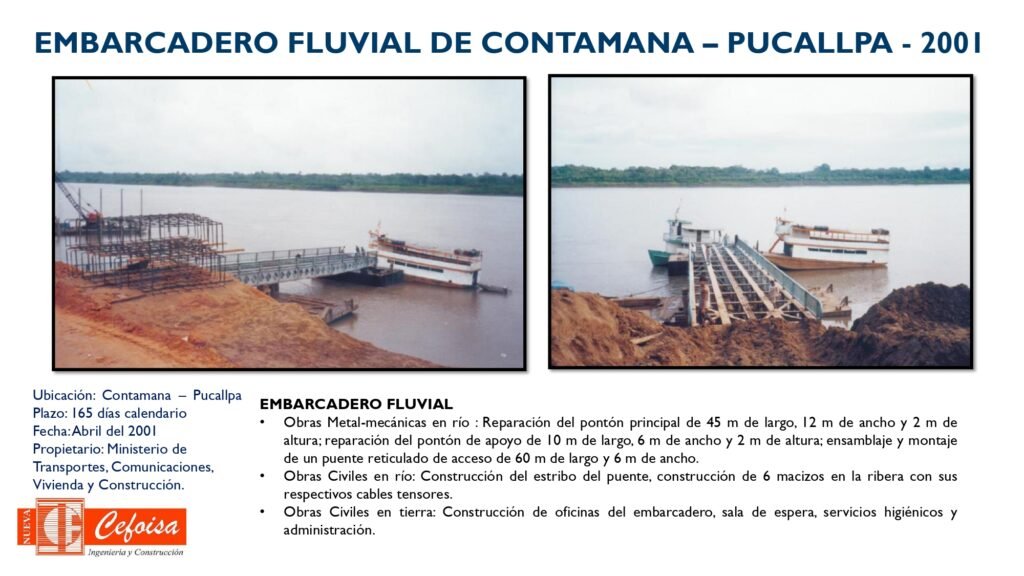 EMBARCADERO FLUVIAL DE CONTAMANA – PUCALLPA - 2001
Ubicación: Contamana – Pucallpa
Plazo: 165 días calendario
Fecha: Abril del 2001
Propietario: Ministerio de
Transportes, Comunicaciones,
Vivienda y Construcción.
EMBARCADERO FLUVIAL
• Obras Metal-mecánicas en río : Reparación del pontón principal de 45 m de largo, 12 m de ancho y 2 m de
altura; reparación del pontón de apoyo de 10 m de largo, 6 m de ancho y 2 m de altura; ensamblaje y montaje
de un puente reticulado de acceso de 60 m de largo y 6 m de ancho.
• Obras Civiles en río: Construcción del estribo del puente, construcción de 6 macizos en la ribera con sus
respectivos cables tensores.
• Obras Civiles en tierra: Construcción de oficinas del embarcadero, sala de espera, servicios higiénicos y
administración.
NUEVA
Cefoisa
Ingeniería y Construcción